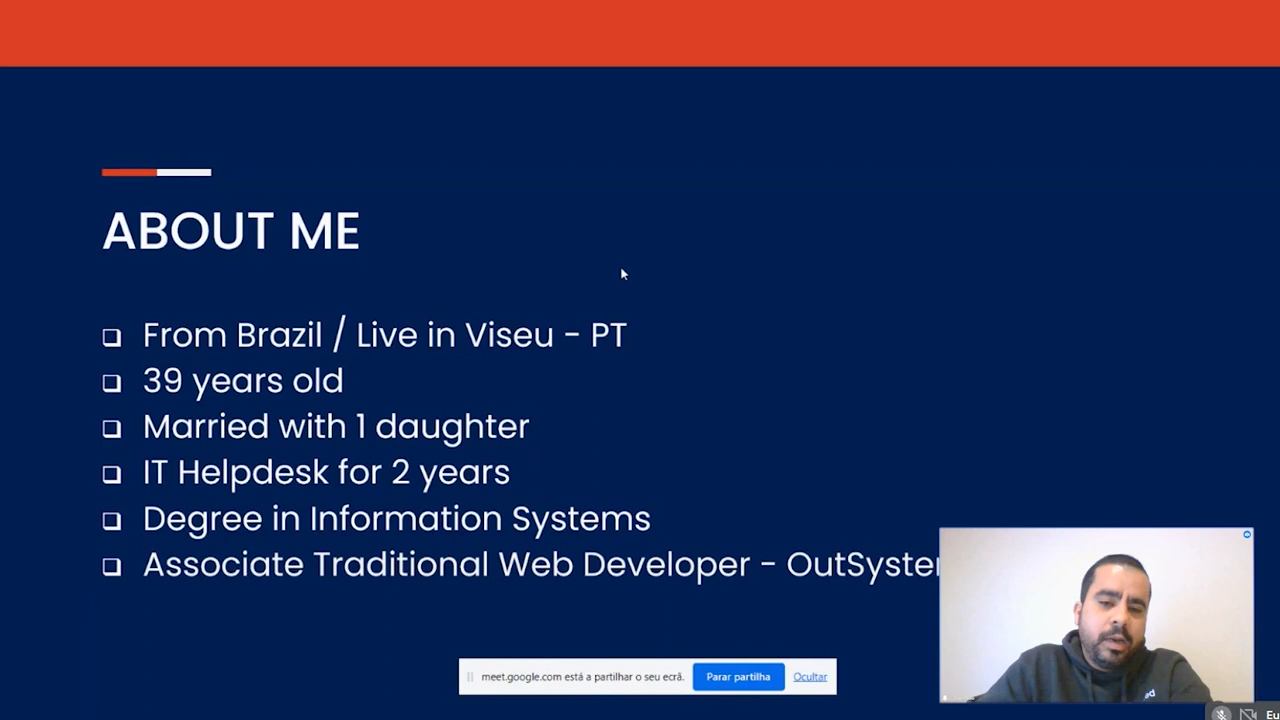 ABOUT ME
❑ From Brazil / Live in Viseu - PT
❑ 39 years old
❑ Married with 1 daughter
❑ IT Helpdesk for 2 years
❑ Degree in Information Systems
❑ Associate Traditional Web Developer - OutSyste
meet.google.com está a partilhar o seu ecrã. Parar partilha Ocultar
Eu